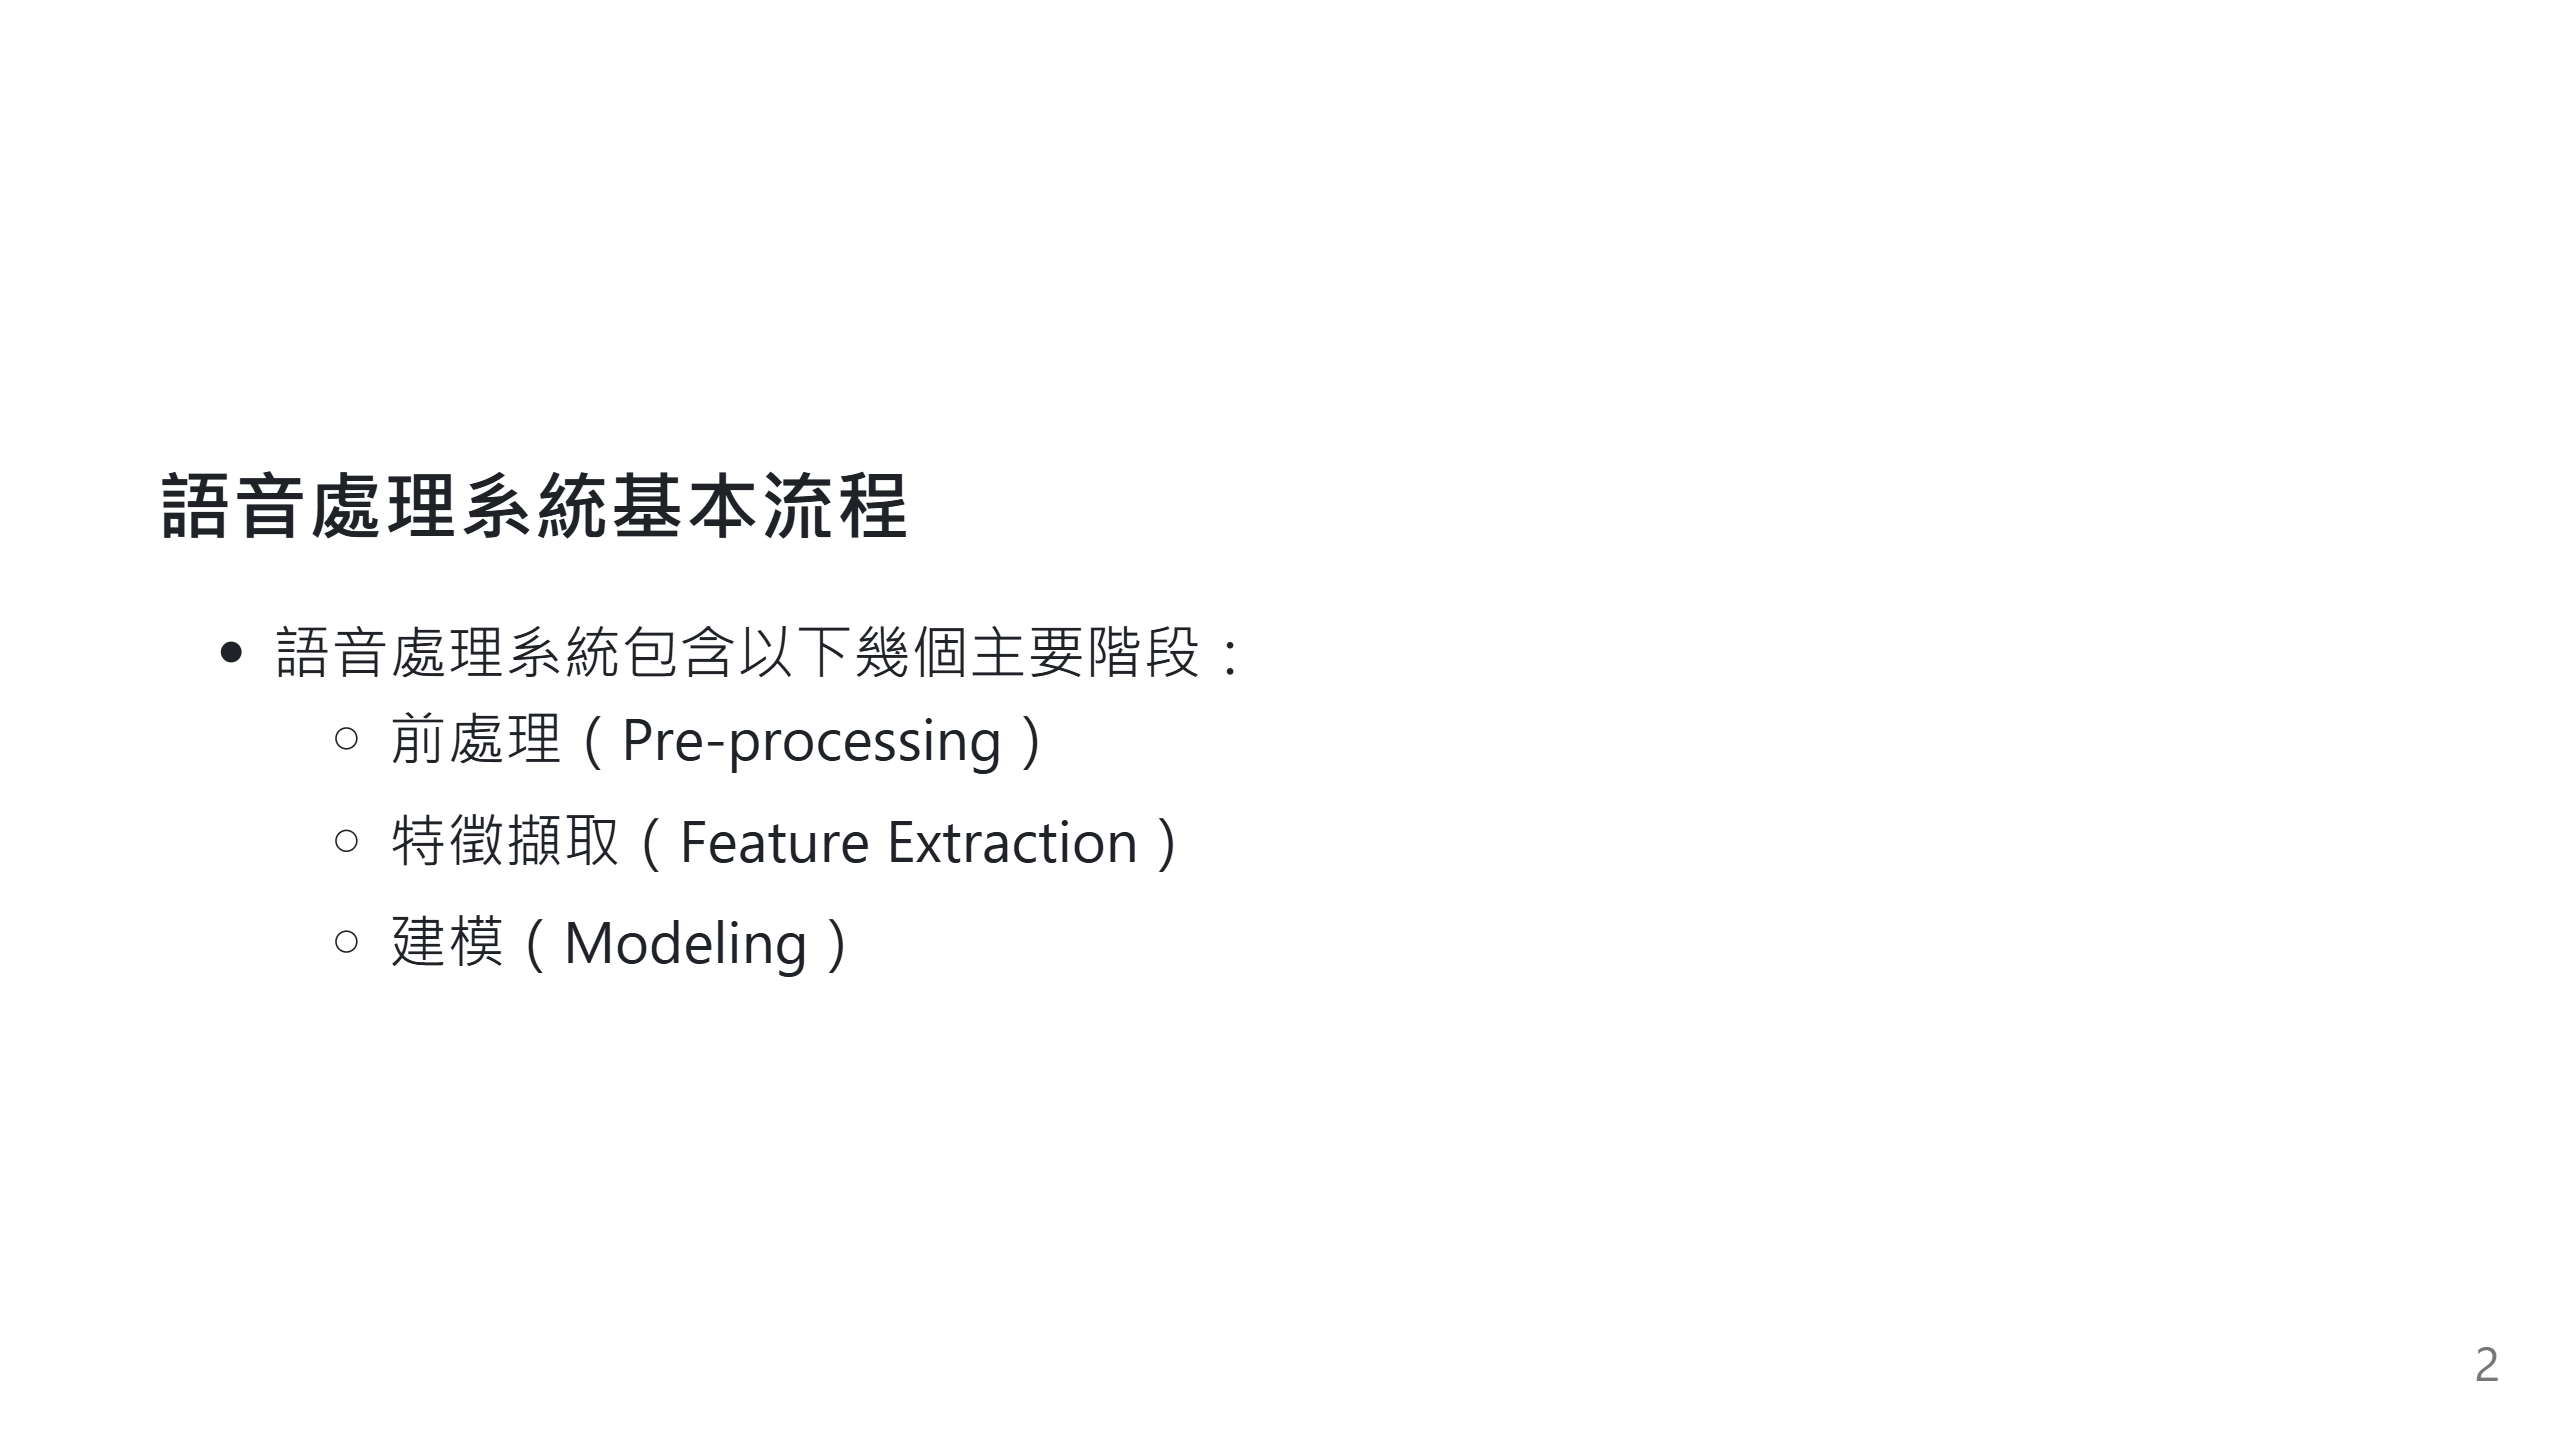 語音處理系統基本流程
• 語音處理系統包含以下幾個主要階段：
○ 前處理（Pre-processing）
○ 特徵擷取（Feature Extraction）
○ 建模（Modeling）
2